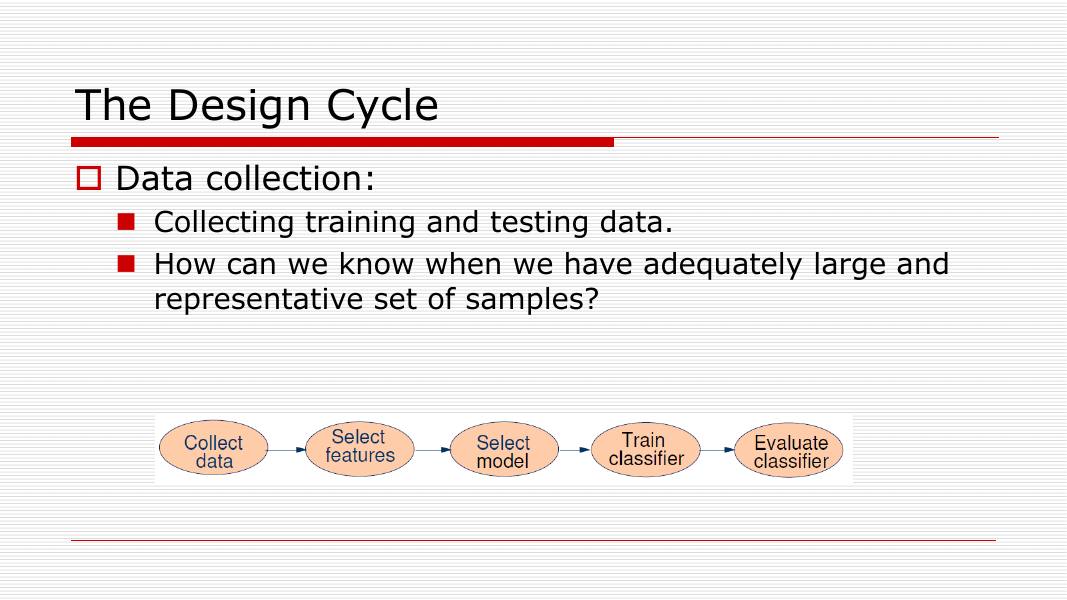 The Design Cycle
Data collection:
Collecting training and testing data.
How can we know when we have adequately large and
representative set of samples?
Collect
data
Select
features
Select
model
Train
classifier
Evaluate
classifier